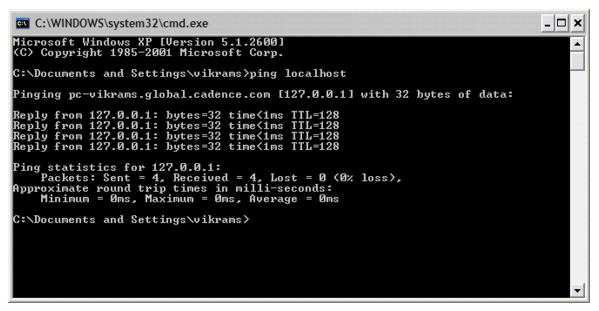 C:\WINDOWS\system32\cmd.exe
Microsoft Windows XP [Version 5.1.2600]
(C) Copyright 1985-2001 Microsoft Corp.
C:\Documents and Settings\vikrams>ping localhost
Pinging pc-vikrams.global.cadence.com [127.0.0.1] with 32 bytes of data:
Reply from 127.0.0.1: bytes=32 time<1ms TTL=128
Reply from 127.0.0.1: bytes=32 time<1ms TTL=128
Reply from 127.0.0.1: bytes=32 time<1ms TTL=128
Reply from 127.0.0.1: bytes=32 time<1ms TTL=128
Ping statistics for 127.0.0.1:
    Packets: Sent = 4, Received = 4, Lost = 0 (0% loss),
Approximate round trip times in milli-seconds:
    Minimum = 0ms, Maximum = 0ms, Average = 0ms
C:\Documents and Settings\vikrams>